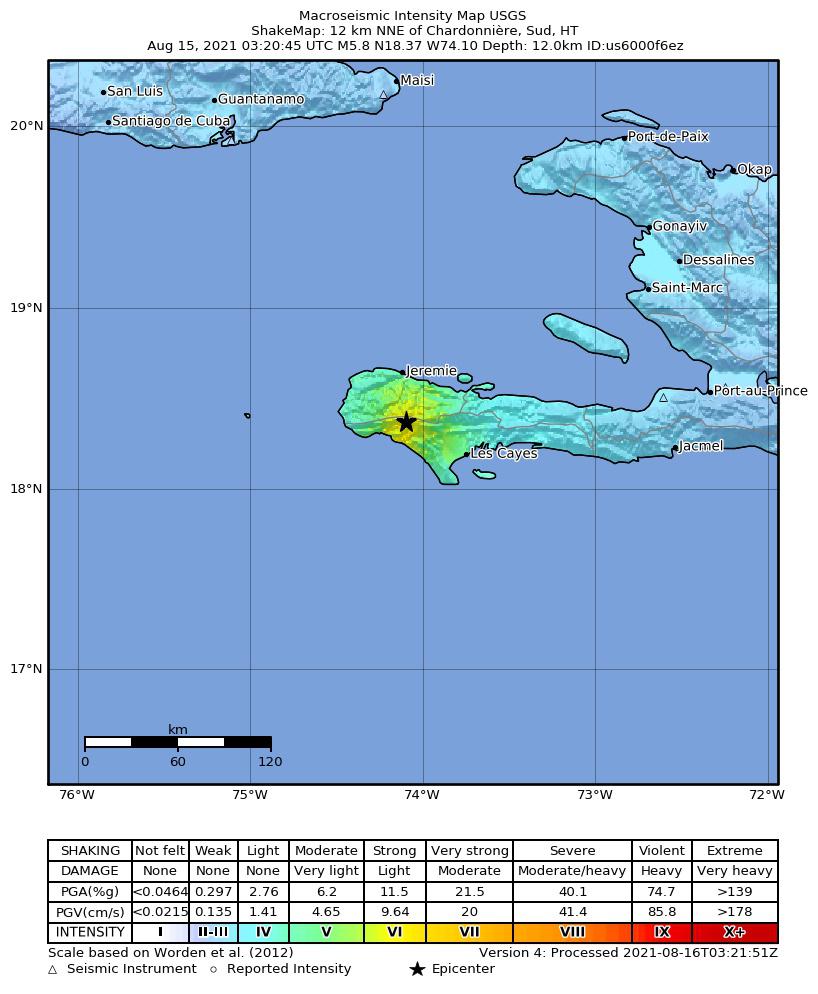 Macroseismic Intensity Map USGS
ShakeMap: 12 km NNE of Chardonnière, Sud, HT
Aug 15, 2021 03:20:45 UTC M5.8 N18.37 W74.10 Depth: 12.0km ID:us6000f6ez
Maisi
San Luis
Guantanamo
Santiago de Cuba
20°N
Port-de-Paix
Okap
Gonayiv
Dessalines
Saint-Marc
19°N
Jeremie
Port-au-Prince
Jacmel
Les Cayes
18°N
17°N
km
0 60 120
76°W 75°W 74°W 73°W 72°W
SHAKING Not felt Weak Light Moderate Strong Very strong Severe Violent Extreme
DAMAGE None None None Very light Light Moderate Moderate/heavy Heavy Very heavy
PGA(%g) <0.0464 0.297 2.76 6.2 11.5 21.5 40.1 74.7 >139
PGV(cm/s) <0.0215 0.135 1.41 4.65 9.64 20 41.4 85.8 >178
INTENSITY I II-III IV V VI VII VIII IX X+
Scale based on Worden et al. (2012) Version 4: Processed 2021-08-16T03:21:51Z
△ Seismic Instrument ○ Reported Intensity ★ Epicenter